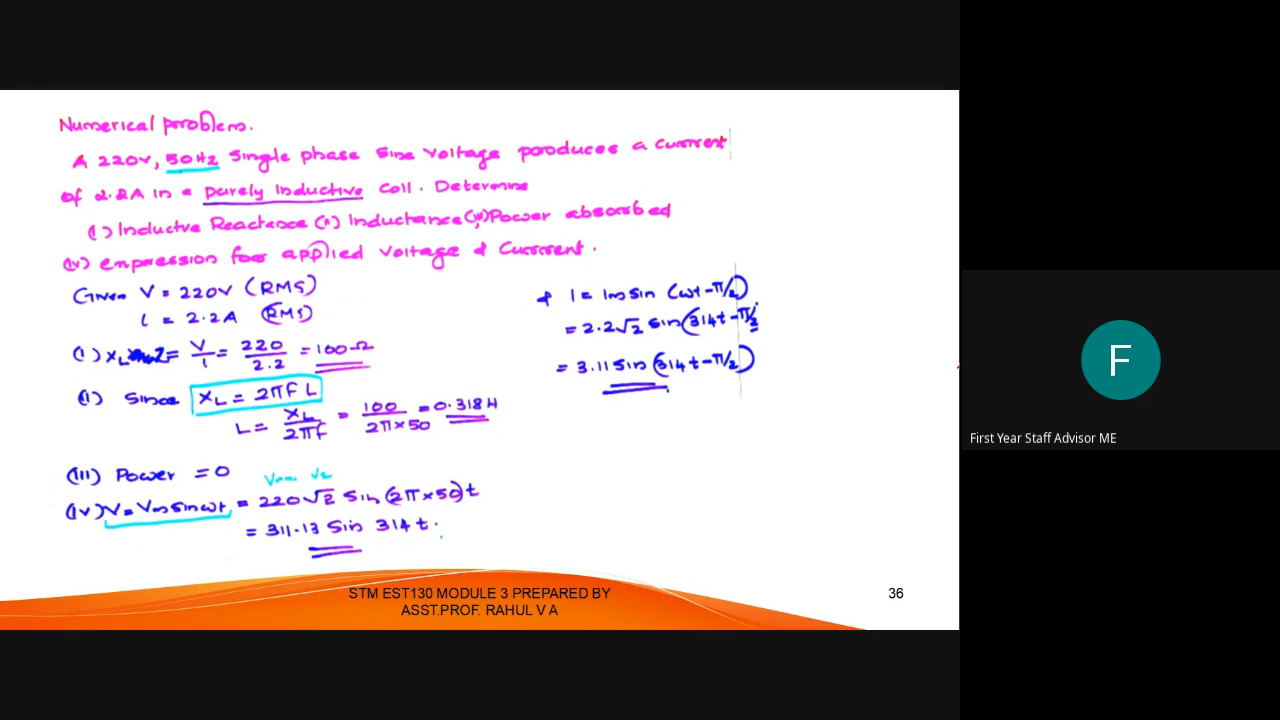 Numerical problem.
A 220V, 50Hz Single phase Sine Voltage produces a current
of 2.2A in a purely inductive Coil. Determine
(i) Inductive Reactance (ii) Inductance (iii) Power absorbed
(iv) expression for applied Voltage & Current.
Given V = 220V (RMS)
I = 2.2A (RMS)
(i) XL = V/I = 220/2.2 = 100Ω
(ii) Since XL = 2πFL
L = XL/2πf = 100/2π×50 = 0.318H
(iii) Power = 0
Vrms √2
(iv) V = Vm sin ωt = 220√2 Sin (2π×50)t
= 311.13 Sin 314t.
& I = Im Sin (ωt-π/2)
= 2.2√2 Sin (314t-π/2)
= 3.11 Sin (314t-π/2)
STM EST130 MODULE 3 PREPARED BY
ASST.PROF. RAHUL V A
36
F
First Year Staff Advisor ME